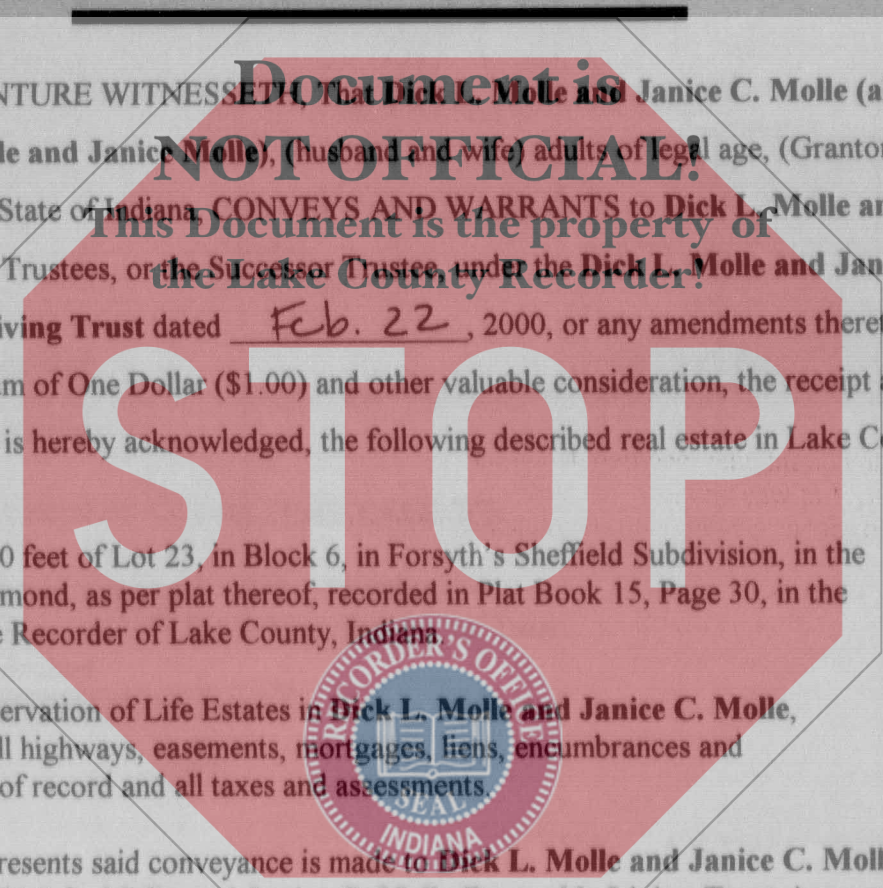 NTURE WITNESSETH, That Dick L. Molle and Janice C. Molle (a
Document is
le and Janice Molle), (husband and wife) adults of legal age, (Granto
NOT OFFICIAL!
State of Indiana, CONVEYS AND WARRANTS to Dick L. Molle an
This Document is the property of
Trustees, or the Successor Trustee, under the Dick L. Molle and Jan
the Lake County Recorder!
iving Trust dated Feb. 22, 2000, or any amendments theret
m of One Dollar ($1.00) and other valuable consideration, the receipt a
is hereby acknowledged, the following described real estate in Lake Co
STOP
0 feet of Lot 23, in Block 6, in Forsyth's Sheffield Subdivision, in the
mond, as per plat thereof, recorded in Plat Book 15, Page 30, in the
e Recorder of Lake County, Indiana.
RECORDER'S OFFICE
ervation of Life Estates in Dick L. Molle and Janice C. Molle,
ll highways, easements, mortgages, liens, encumbrances and
of record and all taxes and assessments.
SEAL
INDIANA
resents said conveyance is made to Dick L. Molle and Janice C. Moll